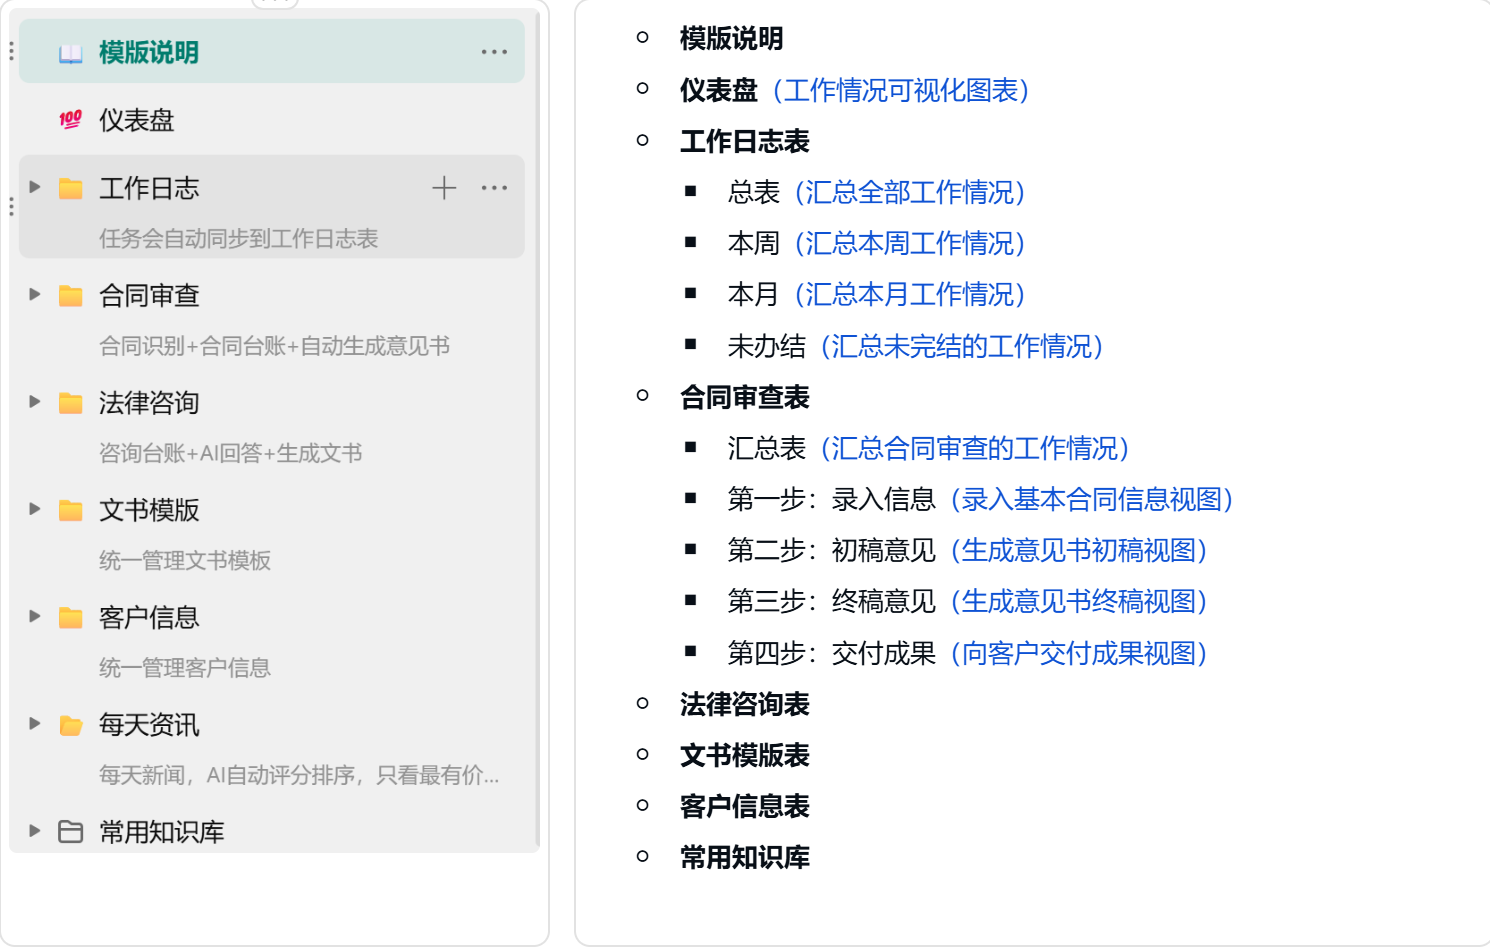 模版说明
仪表盘
工作日志
任务会自动同步到工作日志表
合同审查
合同识别+合同台账+自动生成意见书
法律咨询
咨询台账+AI回答+生成文书
文书模版
统一管理文书模板
客户信息
统一管理客户信息
每天资讯
每天新闻，AI自动评分排序，只看最有价...
常用知识库
模版说明
仪表盘（工作情况可视化图表）
工作日志表
总表（汇总全部工作情况）
本周（汇总本周工作情况）
本月（汇总本月工作情况）
未办结（汇总未完结的工作情况）
合同审查表
汇总表（汇总合同审查的工作情况）
第一步：录入信息（录入基本合同信息视图）
第二步：初稿意见（生成意见书初稿视图）
第三步：终稿意见（生成意见书终稿视图）
第四步：交付成果（向客户交付成果视图）
法律咨询表
文书模版表
客户信息表
常用知识库